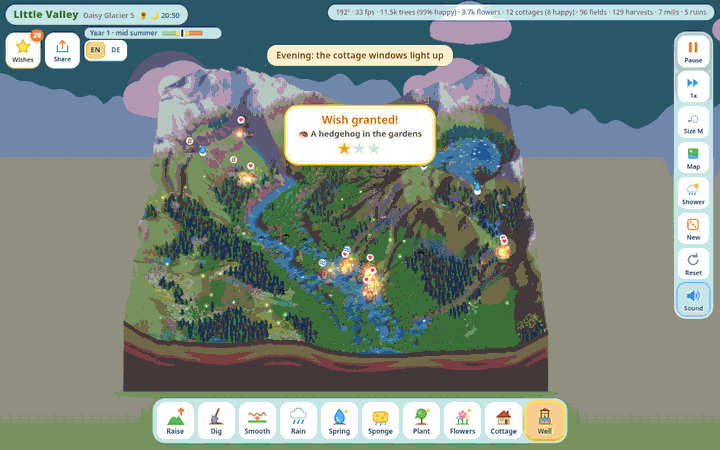 Little Valley Daisy Glacier 5 20:50
192² · 33 fps · 11.5k trees (99% happy) · 3.7k flowers · 12 cottages (8 happy) · 96 fields · 129 harvests · 7 mills · 5 ruins
Year 1 · mid summer
29
Wishes
Share
EN DE
Evening: the cottage windows light up
Wish granted!
A hedgehog in the gardens
Pause
1x
Size M
Map
Shower
New
Reset
Sound
Raise
Dig
Smooth
Rain
Spring
Sponge
Plant
Flowers
Cottage
Well